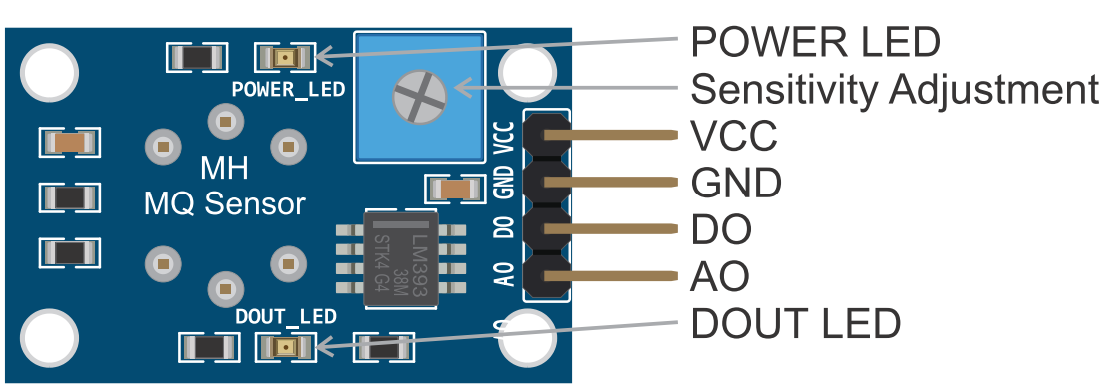 POWER LED
Sensitivity Adjustment
VCC
GND
DO
AO
DOUT LED
POWER_LED
MH
MQ Sensor
VCC
GND
DO
AO
LM393
38M
STK4 G4
DOUT_LED